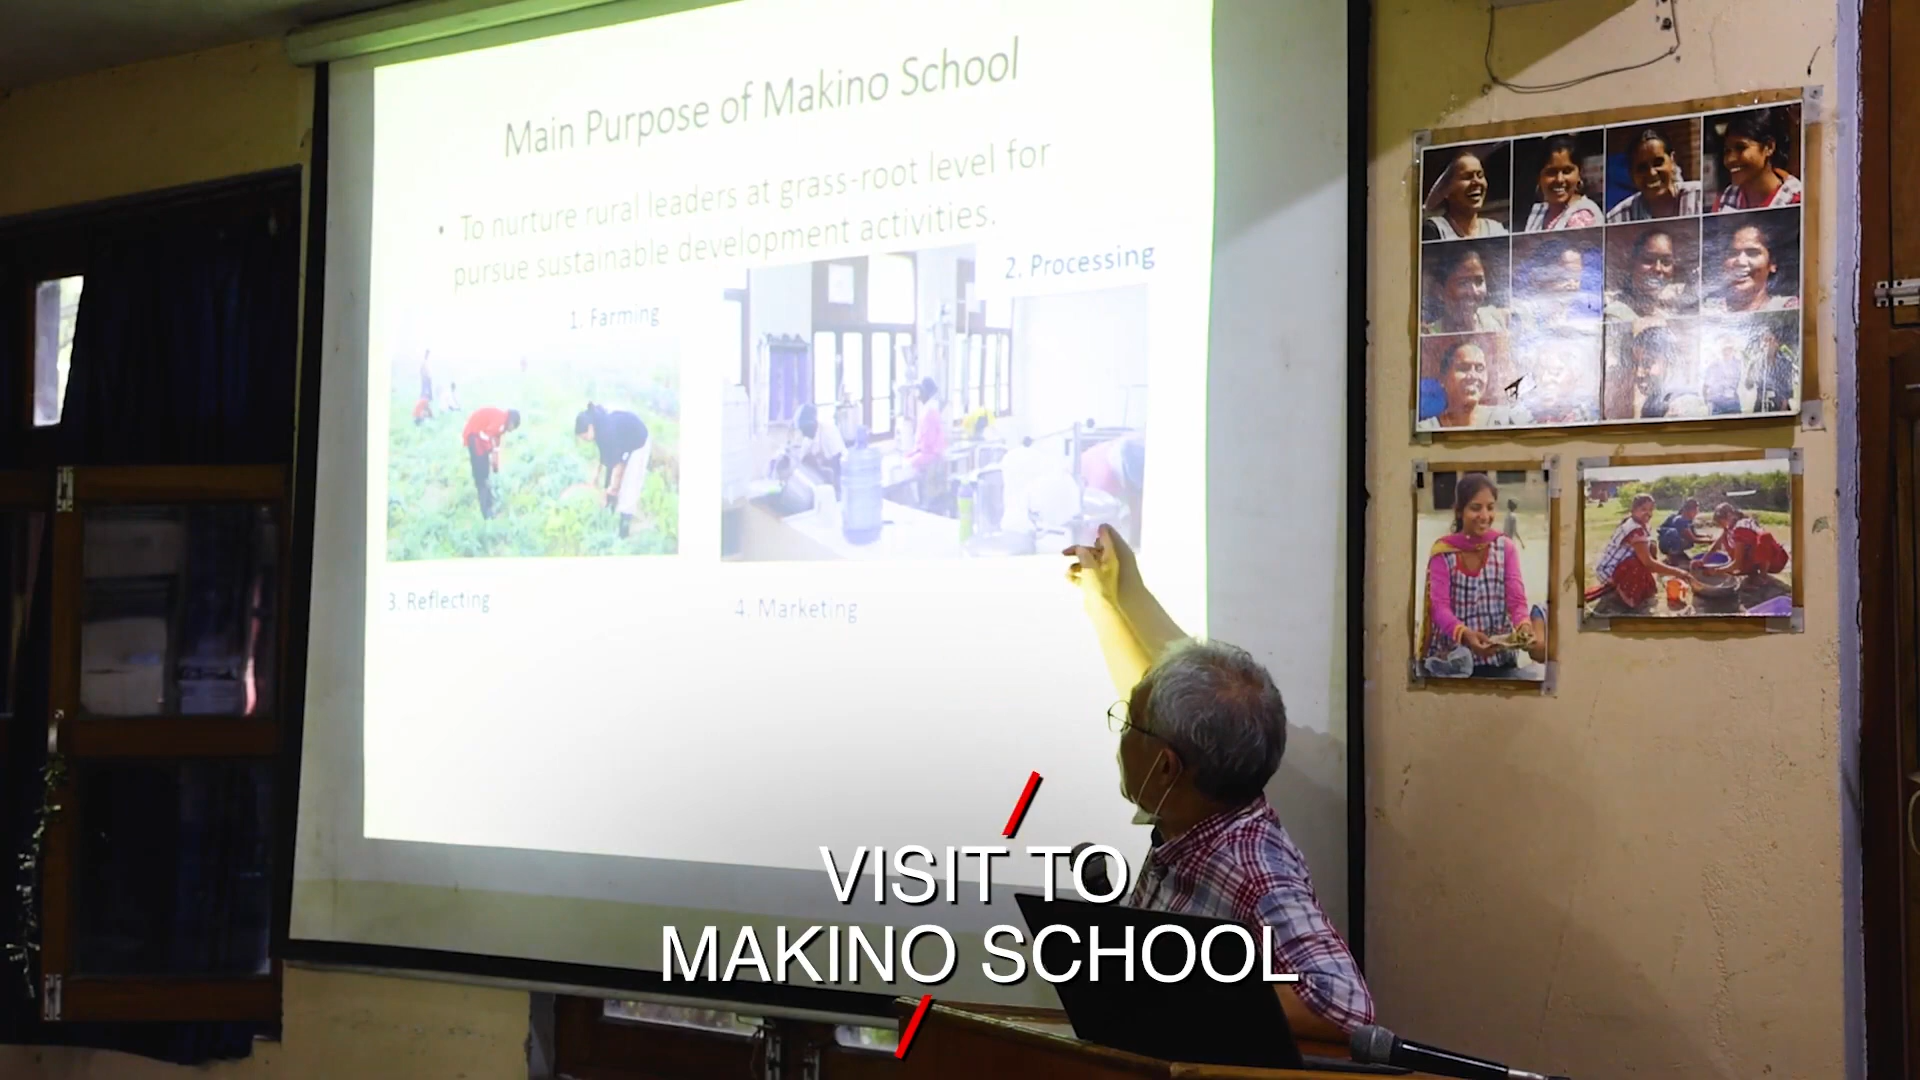 Main Purpose of Makino School
• To nurture rural leaders at grass-root level for
pursue sustainable development activities.
1. Farming
2. Processing
3. Reflecting
4. Marketing
VISIT TO
MAKINO SCHOOL